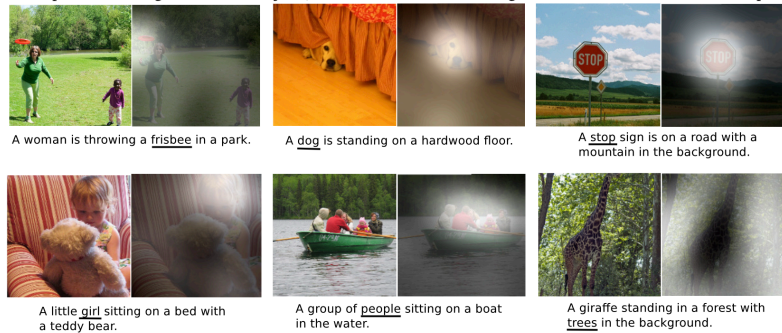 STOP
STOP
A woman is throwing a frisbee in a park.
A dog is standing on a hardwood floor.
A stop sign is on a road with a
mountain in the background.
A little girl sitting on a bed with
a teddy bear.
A group of people sitting on a boat
in the water.
A giraffe standing in a forest with
trees in the background.